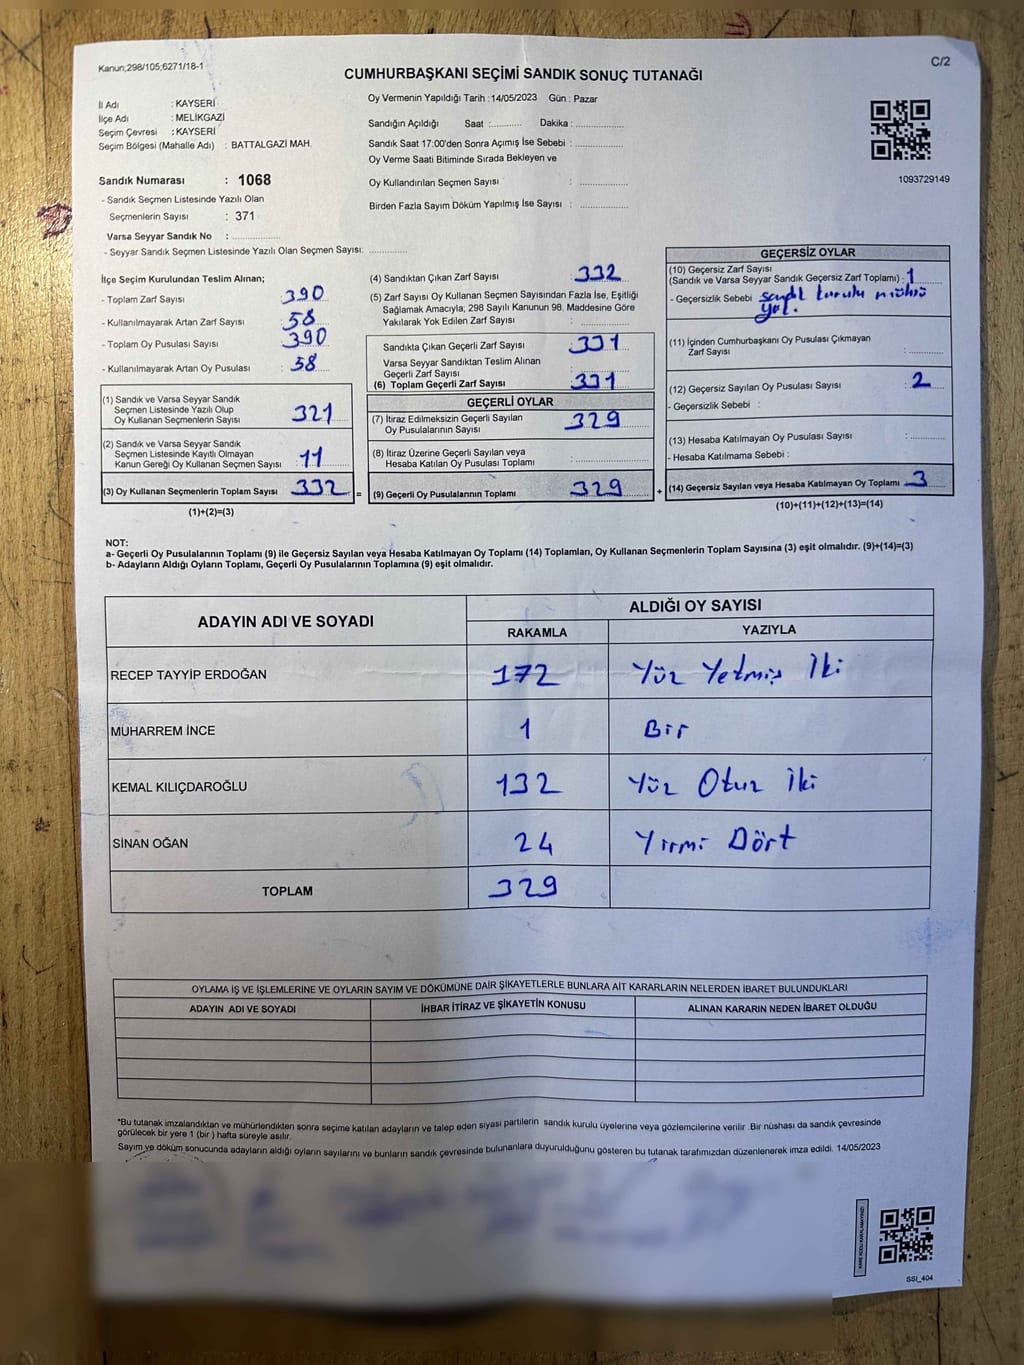 Kanun;298/105;6271/18-1
C/2
CUMHURBAŞKANI SEÇİMİ SANDIK SONUÇ TUTANAĞI
İl Adı : KAYSERİ
İlçe Adı : MELİKGAZİ
Seçim Çevresi : KAYSERİ
Seçim Bölgesi (Mahalle Adı) : BATTALGAZİ MAH.
Sandık Numarası : 1068
- Sandık Seçmen Listesinde Yazılı Olan
Seçmenlerin Sayısı : 371
Varsa Seyyar Sandık No : ..............
- Seyyar Sandık Seçmen Listesinde Yazılı Olan Seçmen Sayısı: ............
Oy Vermenin Yapıldığı Tarih : 14/05/2023 Gün : Pazar
Sandığın Açıldığı Saat :............ Dakika : ..............
Sandık Saat 17:00'den Sonra Açımış İse Sebebi : ..............
Oy Verme Saati Bitiminde Sırada Bekleyen ve
Oy Kullandırılan Seçmen Sayısı : ..............
Birden Fazla Sayım Döküm Yapılmış İse Sayısı : ..............
1093729149
İlçe Seçim Kurulundan Teslim Alınan;
- Toplam Zarf Sayısı : 390
- Kullanılmayarak Artan Zarf Sayısı : 58
- Toplam Oy Pusulası Sayısı : 390
- Kullanılmayarak Artan Oy Pusulası : 58
(1) Sandık ve Varsa Seyyar Sandık
Seçmen Listesinde Yazılı Olup
Oy Kullanan Seçmenlerin Sayısı : 321
(2) Sandık ve Varsa Seyyar Sandık
Seçmen Listesinde Kayıtlı Olmayan
Kanun Gereği Oy Kullanan Seçmen Sayısı : 11
(3) Oy Kullanan Seçmenlerin Toplam Sayısı : 332 =
(1)+(2)=(3)
(4) Sandıktan Çıkan Zarf Sayısı : 332
(5) Zarf Sayısı Oy Kullanan Seçmen Sayısından Fazla İse, Eşitliği
Sağlamak Amacıyla, 298 Sayılı Kanunun 98. Maddesine Göre
Yakılarak Yok Edilen Zarf Sayısı : ..............
Sandıkta Çıkan Geçerli Zarf Sayısı : 331
Varsa Seyyar Sandıktan Teslim Alınan
Geçerli Zarf Sayısı : ..............
(6) Toplam Geçerli Zarf Sayısı : 331
GEÇERLİ OYLAR
(7) İtiraz Edilmeksizin Geçerli Sayılan
Oy Pusulalarının Sayısı : 329
(8) İtiraz Üzerine Geçerli Sayılan veya
Hesaba Katılan Oy Pusulası Toplamı : ..............
(9) Geçerli Oy Pusulalarının Toplamı : 329 +
GEÇERSİZ OYLAR
(10) Geçersiz Zarf Sayısı
(Sandık ve Varsa Seyyar Sandık Geçersiz Zarf Toplamı) : 1
- Geçersizlik Sebebi : sandık kurulu mührü
yok.
(11) İçinden Cumhurbaşkanı Oy Pusulası Çıkmayan
Zarf Sayısı : ..............
(12) Geçersiz Sayılan Oy Pusulası Sayısı : 2
- Geçersizlik Sebebi :
(13) Hesaba Katılmayan Oy Pusulası Sayısı : ..............
- Hesaba Katılmama Sebebi :
(14) Geçersiz Sayılan veya Hesaba Katılmayan Oy Toplamı : 3
(10)+(11)+(12)+(13)=(14)
NOT:
a- Geçerli Oy Pusulalarının Toplamı (9) ile Geçersiz Sayılan veya Hesaba Katılmayan Oy Toplamı (14) Toplamları, Oy Kullanan Seçmenlerin Toplam Sayısına (3) eşit olmalıdır. (9)+(14)=(3)
b- Adayların Aldığı Oyların Toplamı, Geçerli Oy Pusulalarının Toplamına (9) eşit olmalıdır.
ADAYIN ADI VE SOYADI
ALDIĞI OY SAYISI
RAKAMLA YAZIYLA
RECEP TAYYİP ERDOĞAN 172 Yüz Yetmiş İki
MUHARREM İNCE 1 Bir
KEMAL KILIÇDAROĞLU 132 Yüz Otuz İki
SİNAN OĞAN 24 Yirmi Dört
TOPLAM 329
OYLAMA İŞ VE İŞLEMLERİNE VE OYLARIN SAYIM VE DÖKÜMÜNE DAİR ŞİKAYETLERLE BUNLARA AİT KARARLARIN NELERDEN İBARET BULUNDUKLARI
ADAYIN ADI VE SOYADI İHBAR İTİRAZ VE ŞİKAYETİN KONUSU ALINAN KARARIN NEDEN İBARET OLDUĞU
*Bu tutanak imzalandıktan ve mühürlendikten sonra seçime katılan adayların ve talep eden siyasi partilerin sandık kurulu üyelerine veya gözlemcilerine verilir. Bir nüshası da sandık çevresinde
görülecek bir yere 1 (bir ) hafta süreyle asılır.
Sayım ve döküm sonucunda adayların aldığı oyların sayılarını ve bunların sandık çevresinde bulunanlara duyurulduğunu gösteren bu tutanak tarafımızdan düzenlenerek imza edildi. 14/05/2023
KARE KODU KARALAMAYINIZ!
SSI_404